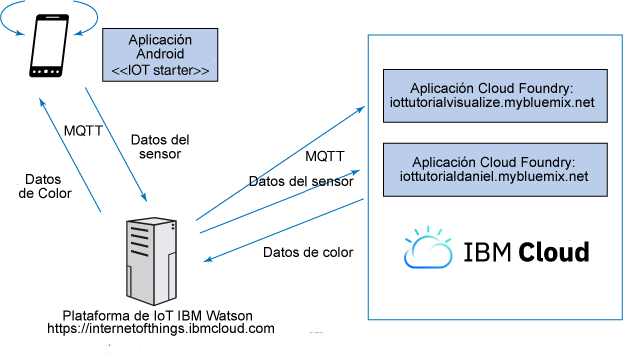 Aplicación
Android
<<IOT starter>>
Aplicación Cloud Foundry:
iottutorialvisualize.mybluemix.net
MQTT
Datos del
sensor
MQTT
Aplicación Cloud Foundry:
iottutorialdaniel.mybluemix.net
Datos
de Color
Datos del sensor
Datos de color
IBM Cloud
Plataforma de IoT IBM Watson
https://internetofthings.ibmcloud.com